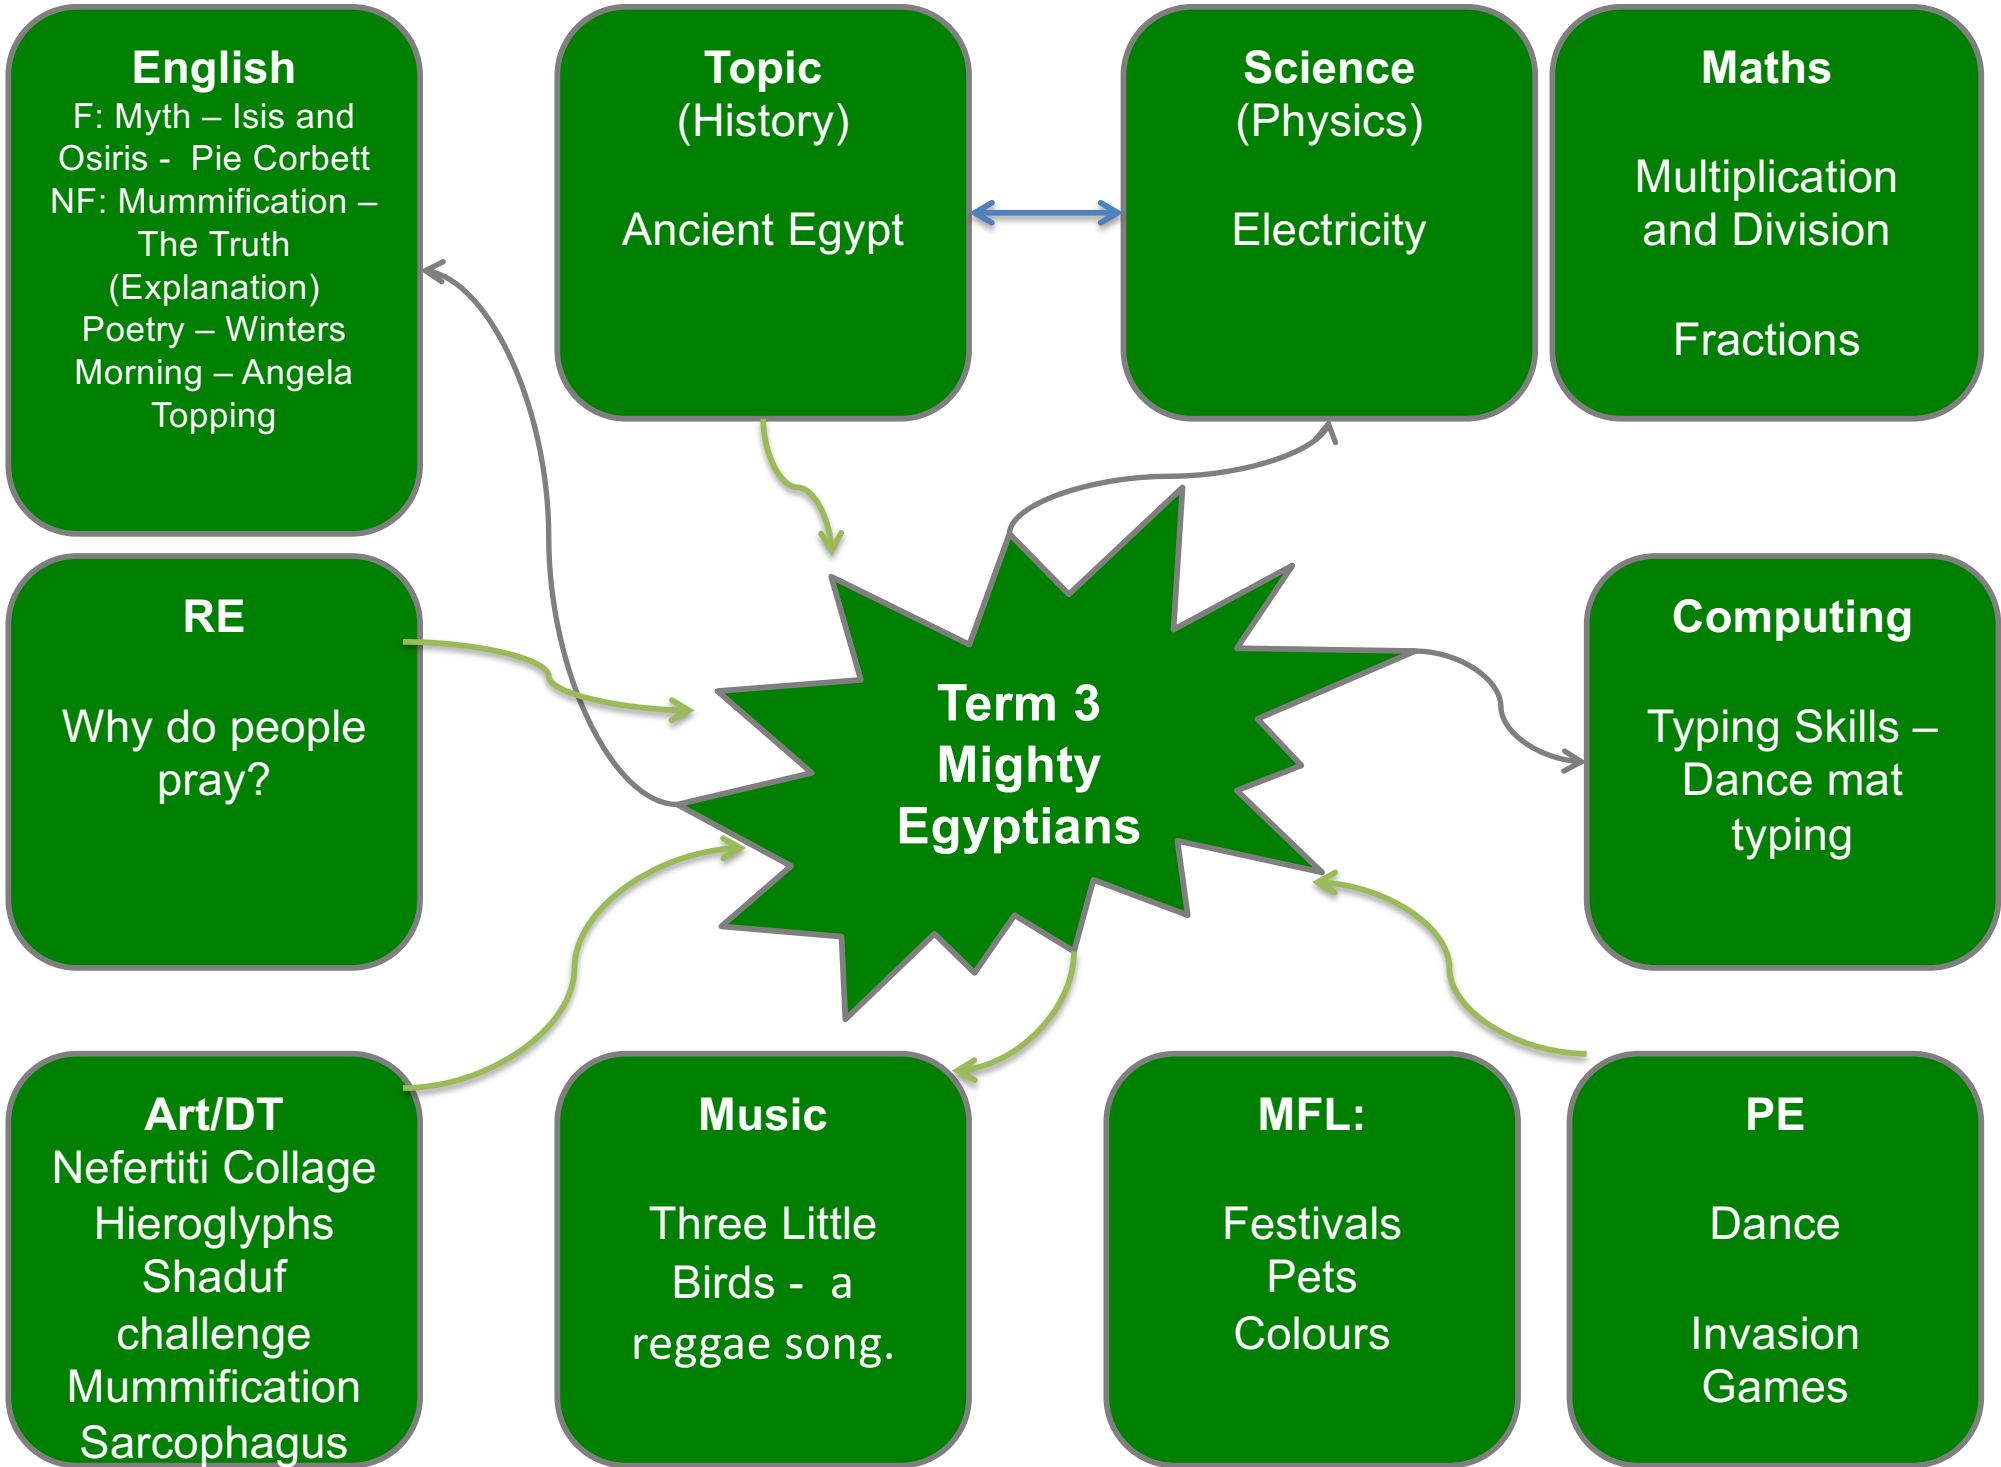 English
F: Myth – Isis and
Osiris - Pie Corbett
NF: Mummification –
The Truth
(Explanation)
Poetry – Winters
Morning – Angela
Topping
Topic
(History)
Ancient Egypt
Science
(Physics)
Electricity
Maths
Multiplication
and Division
Fractions
RE
Why do people
pray?
Term 3
Mighty
Egyptians
Computing
Typing Skills –
Dance mat
typing
Art/DT
Nefertiti Collage
Hieroglyphs
Shaduf
challenge
Mummification
Sarcophagus
Music
Three Little
Birds - a
reggae song.
MFL:
Festivals
Pets
Colours
PE
Dance
Invasion
Games